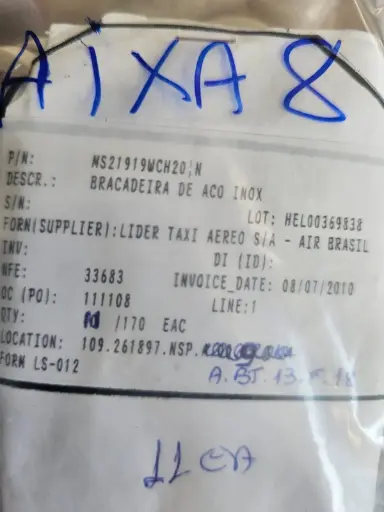 AIXA 8
P/N: MS21919WCH20;N
DESCR.: BRACADEIRA DE ACO INOX
S/N:
LOT: HEL00369838
FORN(SUPPLIER):LIDER TAXI AEREO S/A - AIR BRASIL
INV: DI (ID):
NFE: 33683 INVOICE_DATE: 08/07/2010
OC (PO): 111108 LINE:1
QTY: /170 EAC
LOCATION: 109.261897.NSP.
FORM LS-012
A.BT.13.F.18
11 EA